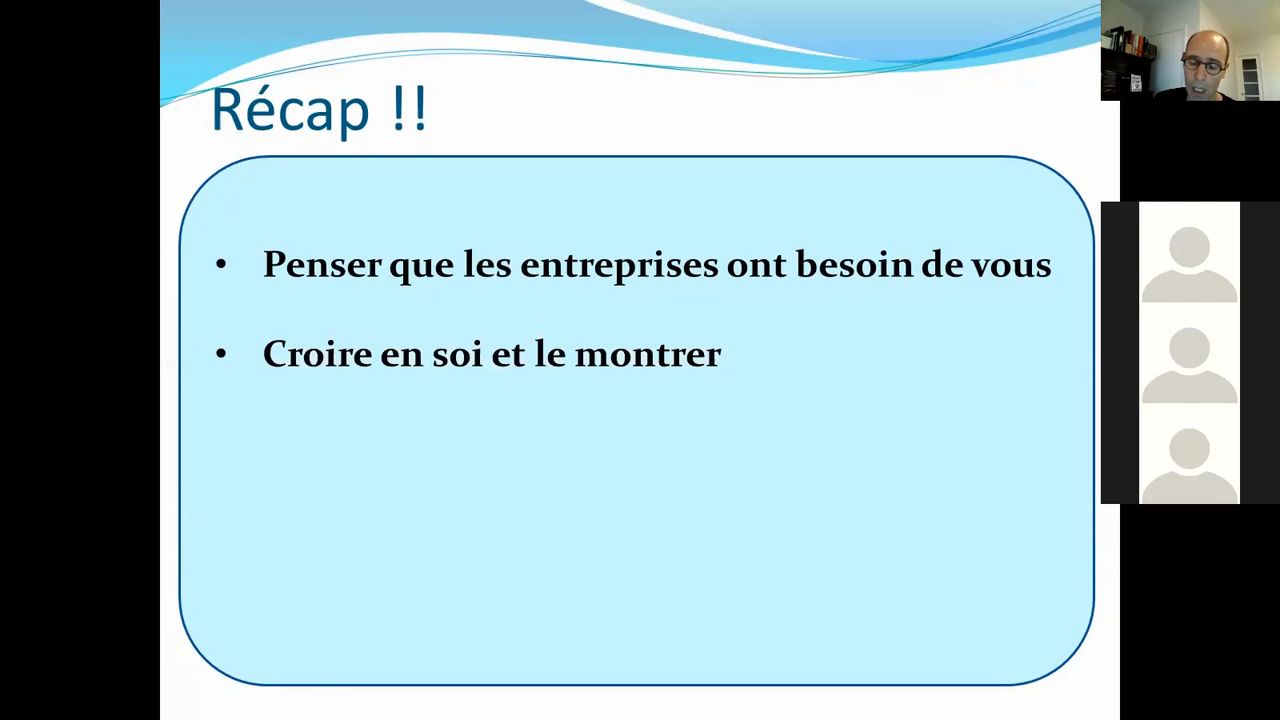 Récap !!
• Penser que les entreprises ont besoin de vous
• Croire en soi et le montrer